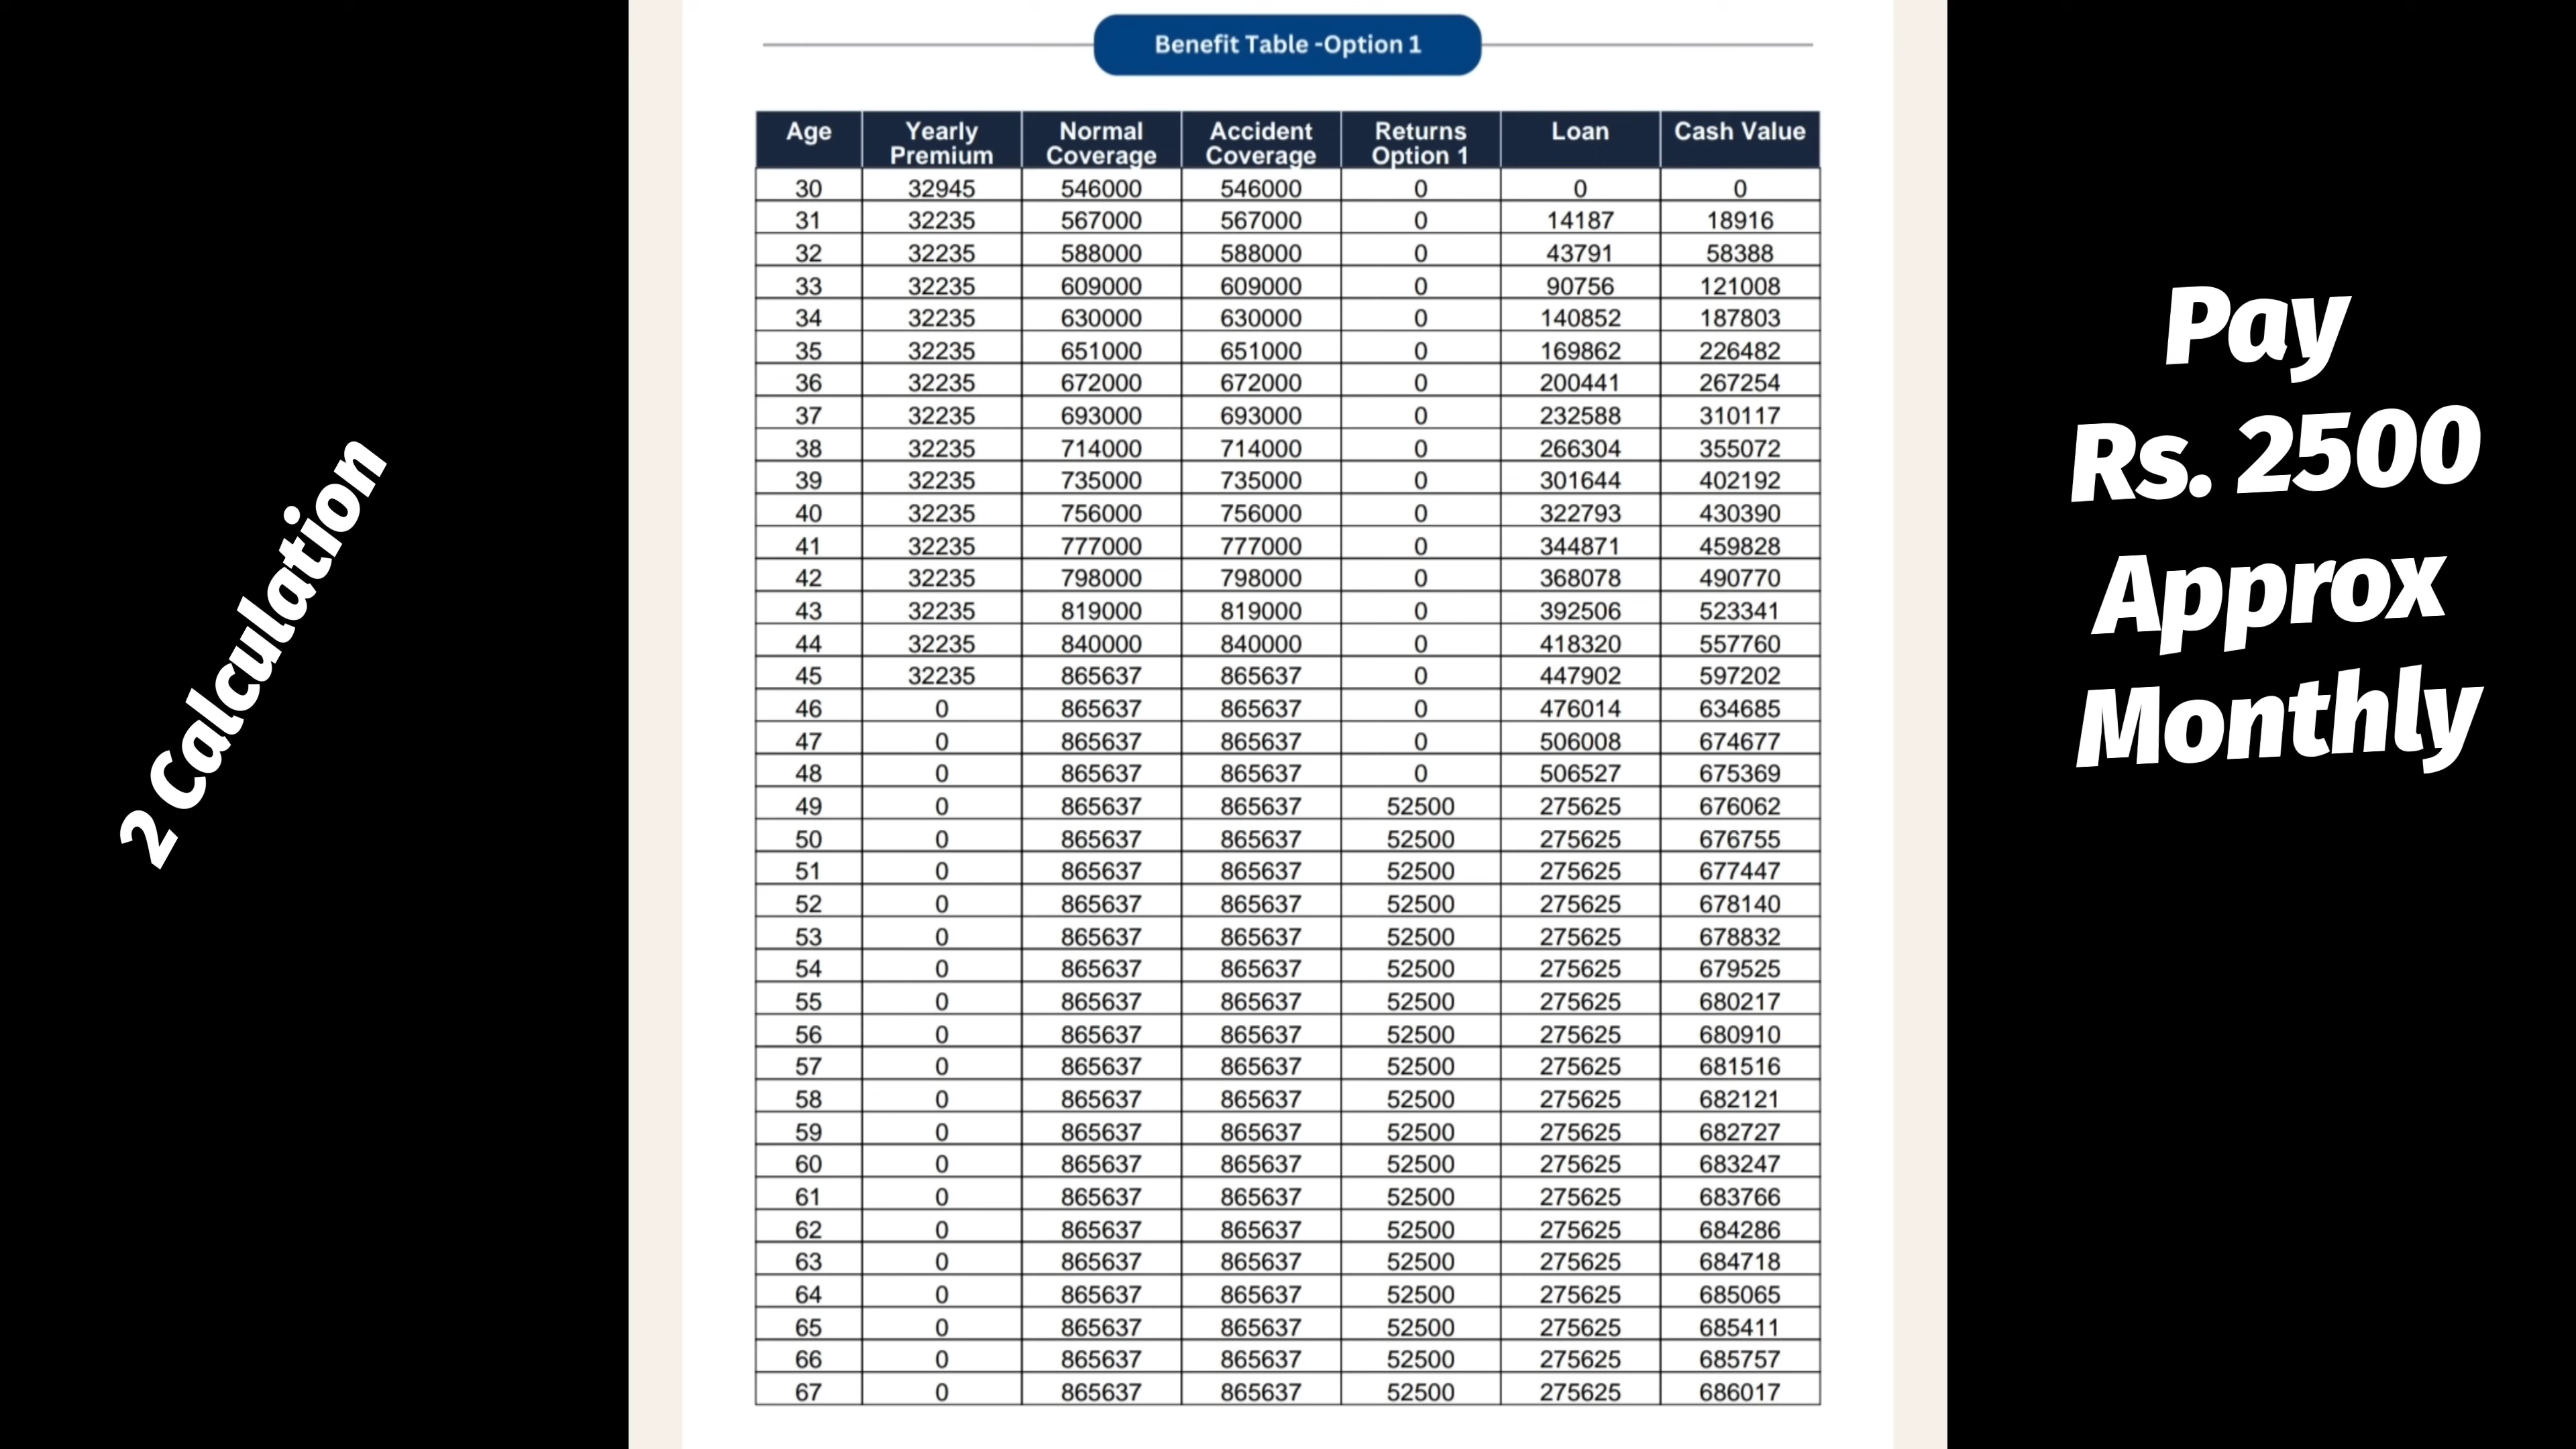 2 Calculation
Benefit Table -Option 1
Age Yearly Premium Normal Coverage Accident Coverage Returns Option 1 Loan Cash Value
30 32945 546000 546000 0 0 0
31 32235 567000 567000 0 14187 18916
32 32235 588000 588000 0 43791 58388
33 32235 609000 609000 0 90756 121008
34 32235 630000 630000 0 140852 187803
35 32235 651000 651000 0 169862 226482
36 32235 672000 672000 0 200441 267254
37 32235 693000 693000 0 232588 310117
38 32235 714000 714000 0 266304 355072
39 32235 735000 735000 0 301644 402192
40 32235 756000 756000 0 322793 430390
41 32235 777000 777000 0 344871 459828
42 32235 798000 798000 0 368078 490770
43 32235 819000 819000 0 392506 523341
44 32235 840000 840000 0 418320 557760
45 32235 865637 865637 0 447902 597202
46 0 865637 865637 0 476014 634685
47 0 865637 865637 0 506008 674677
48 0 865637 865637 0 506527 675369
49 0 865637 865637 52500 275625 676062
50 0 865637 865637 52500 275625 676755
51 0 865637 865637 52500 275625 677447
52 0 865637 865637 52500 275625 678140
53 0 865637 865637 52500 275625 678832
54 0 865637 865637 52500 275625 679525
55 0 865637 865637 52500 275625 680217
56 0 865637 865637 52500 275625 680910
57 0 865637 865637 52500 275625 681516
58 0 865637 865637 52500 275625 682121
59 0 865637 865637 52500 275625 682727
60 0 865637 865637 52500 275625 683247
61 0 865637 865637 52500 275625 683766
62 0 865637 865637 52500 275625 684286
63 0 865637 865637 52500 275625 684718
64 0 865637 865637 52500 275625 685065
65 0 865637 865637 52500 275625 685411
66 0 865637 865637 52500 275625 685757
67 0 865637 865637 52500 275625 686017
Pay
Rs. 2500
Approx
Monthly